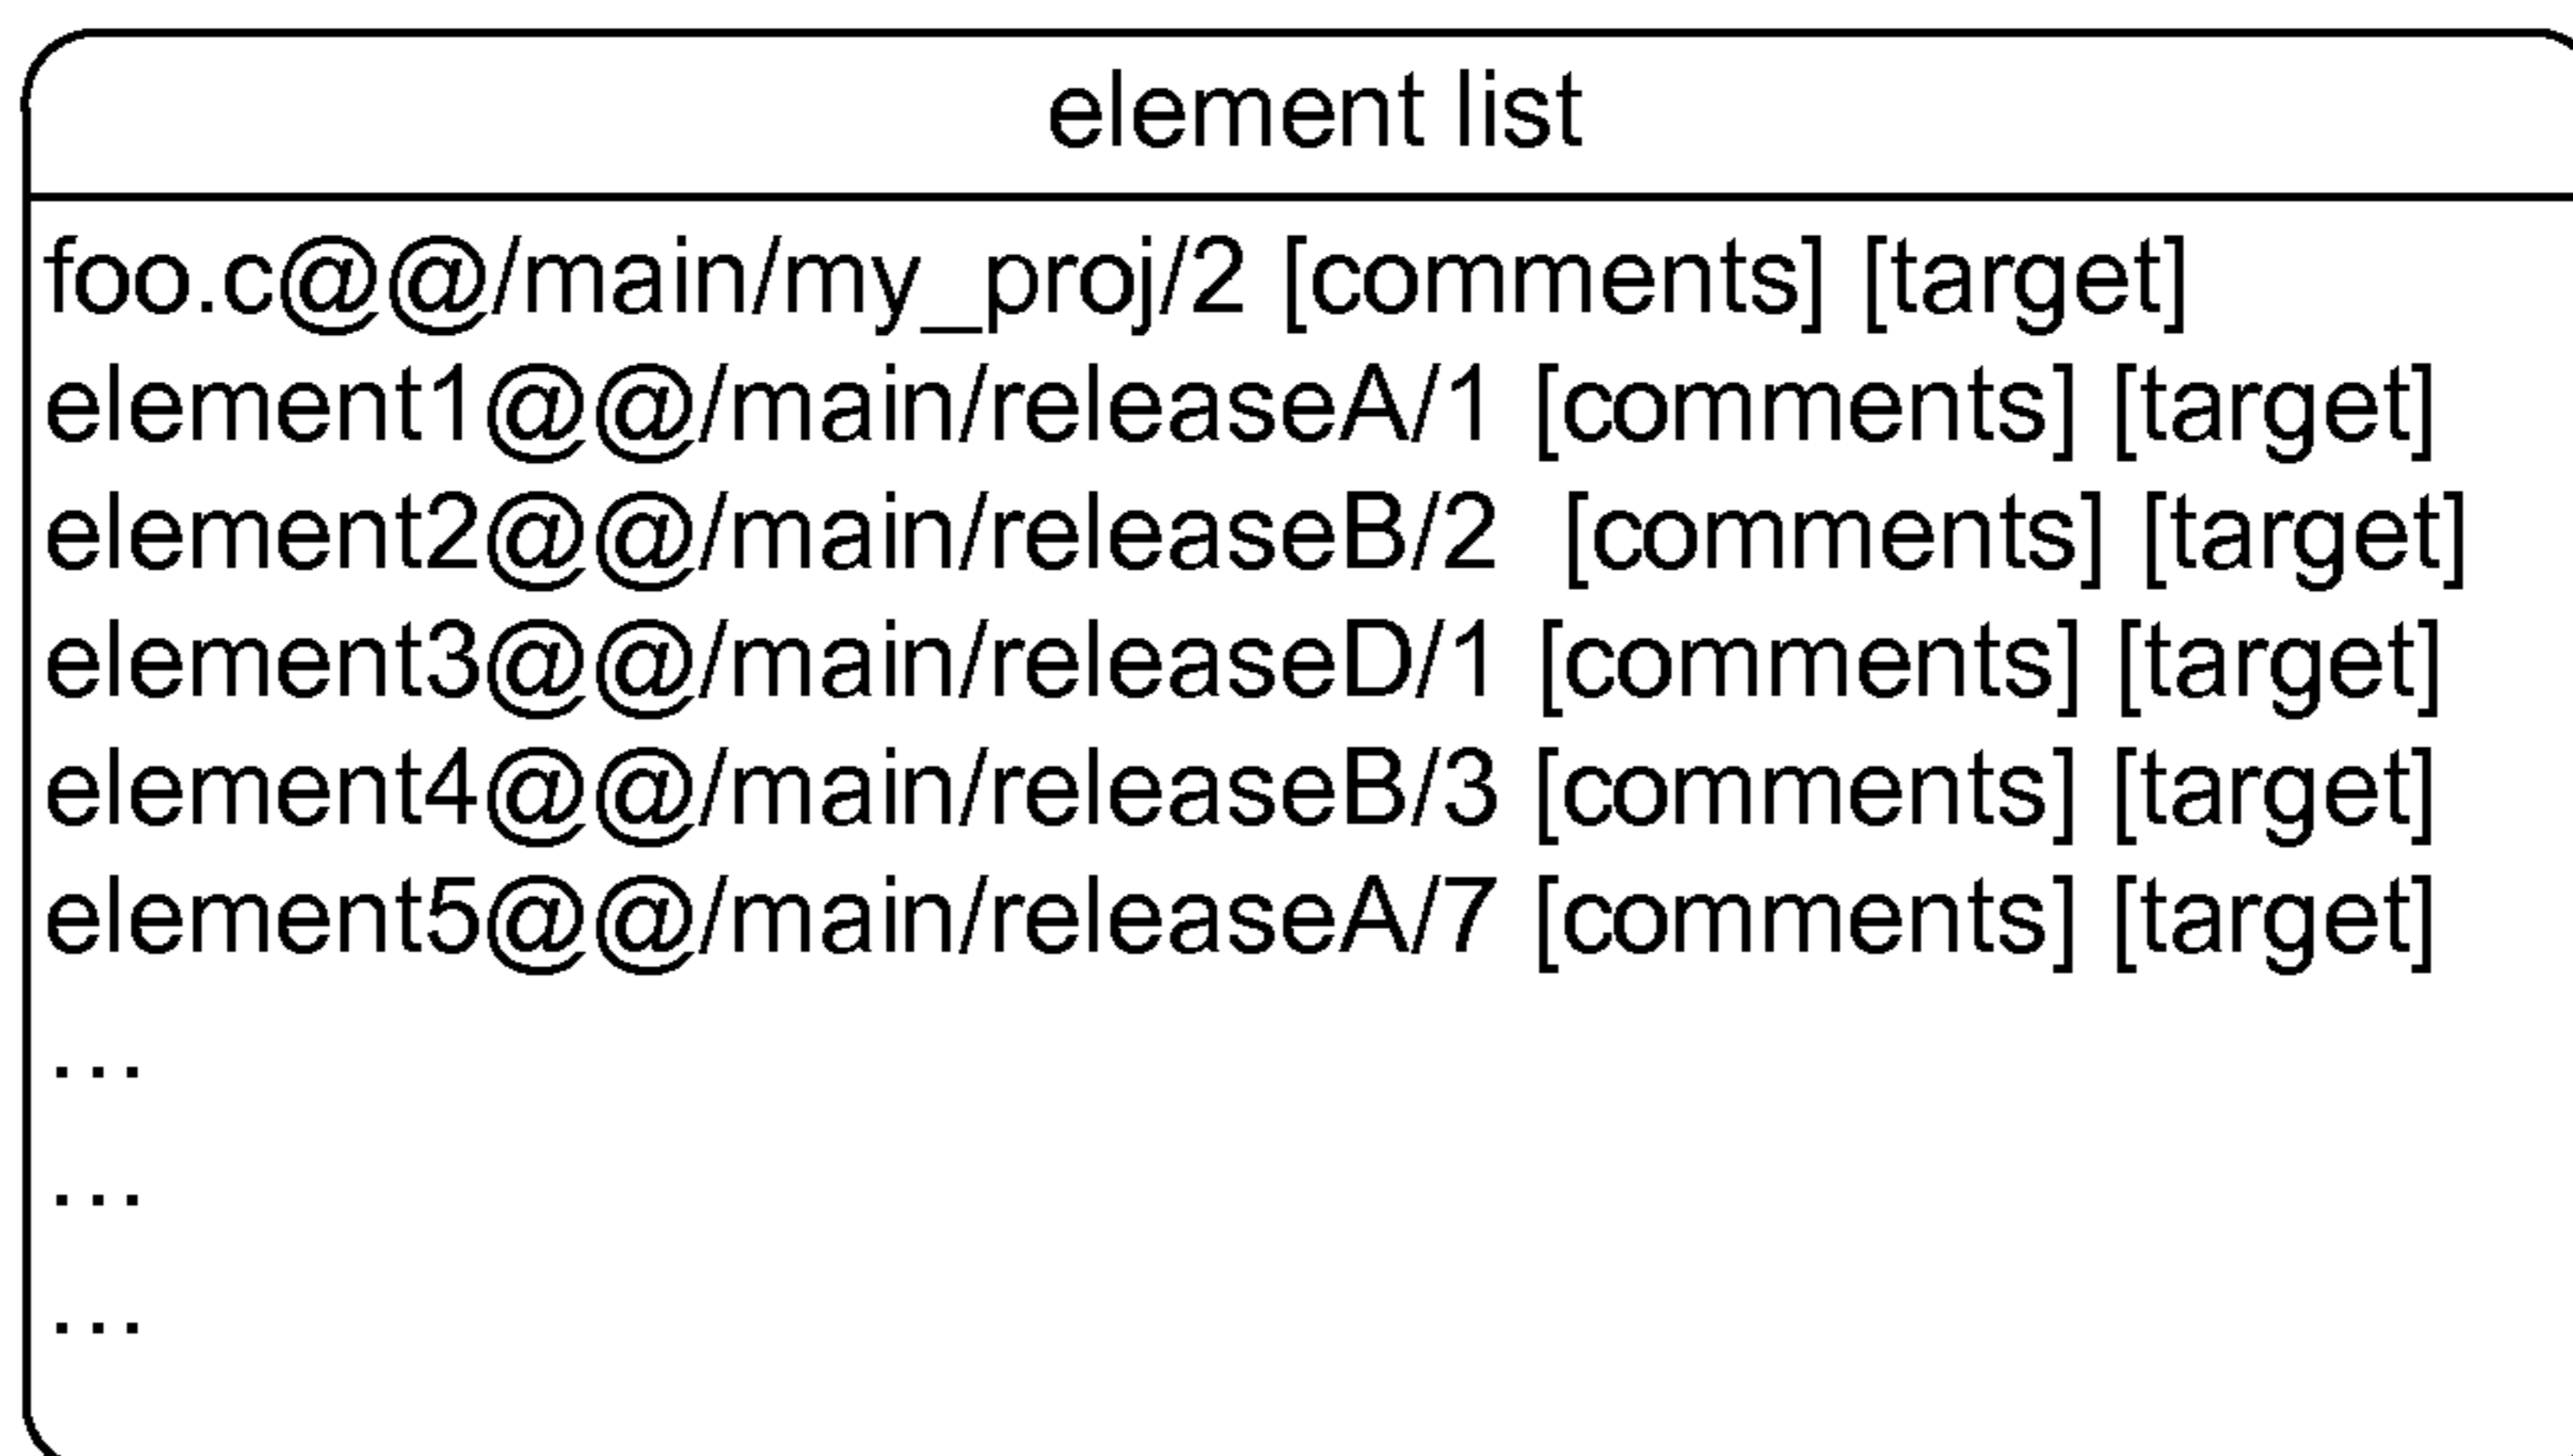 element list
foo.c@@/main/my_proj/2 [comments] [target]
element1@@/main/releaseA/1 [comments] [target]
element2@@/main/releaseB/2  [comments] [target]
element3@@/main/releaseD/1 [comments] [target]
element4@@/main/releaseB/3 [comments] [target]
element5@@/main/releaseA/7 [comments] [target]
...
...
...